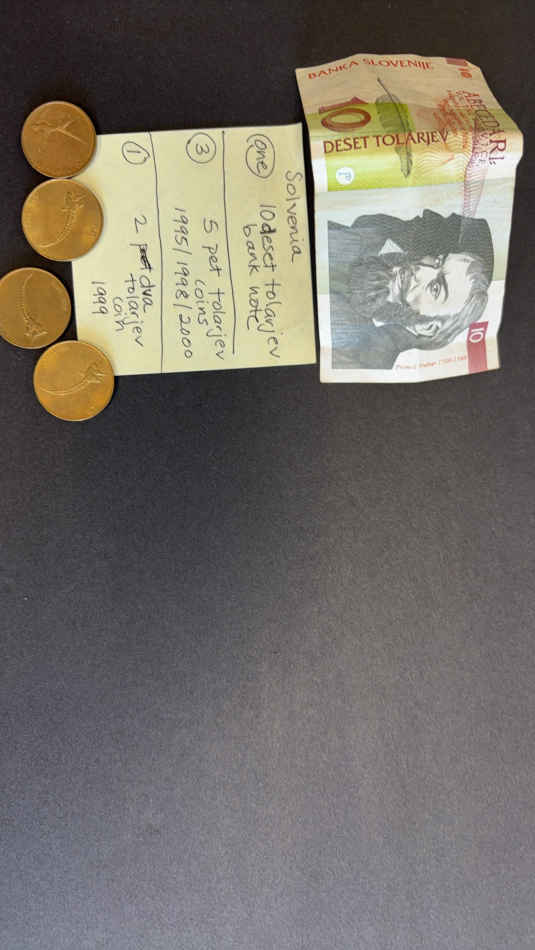 Solvenia
one 10 deset tolarjev
bank note
3 5 pet tolarjev
coins
1995/1998/2000
1 2 dva
tolarjev
coin
1999
BANKA SLOVENIJE
10
10
DESET TOLARJEV
P
10